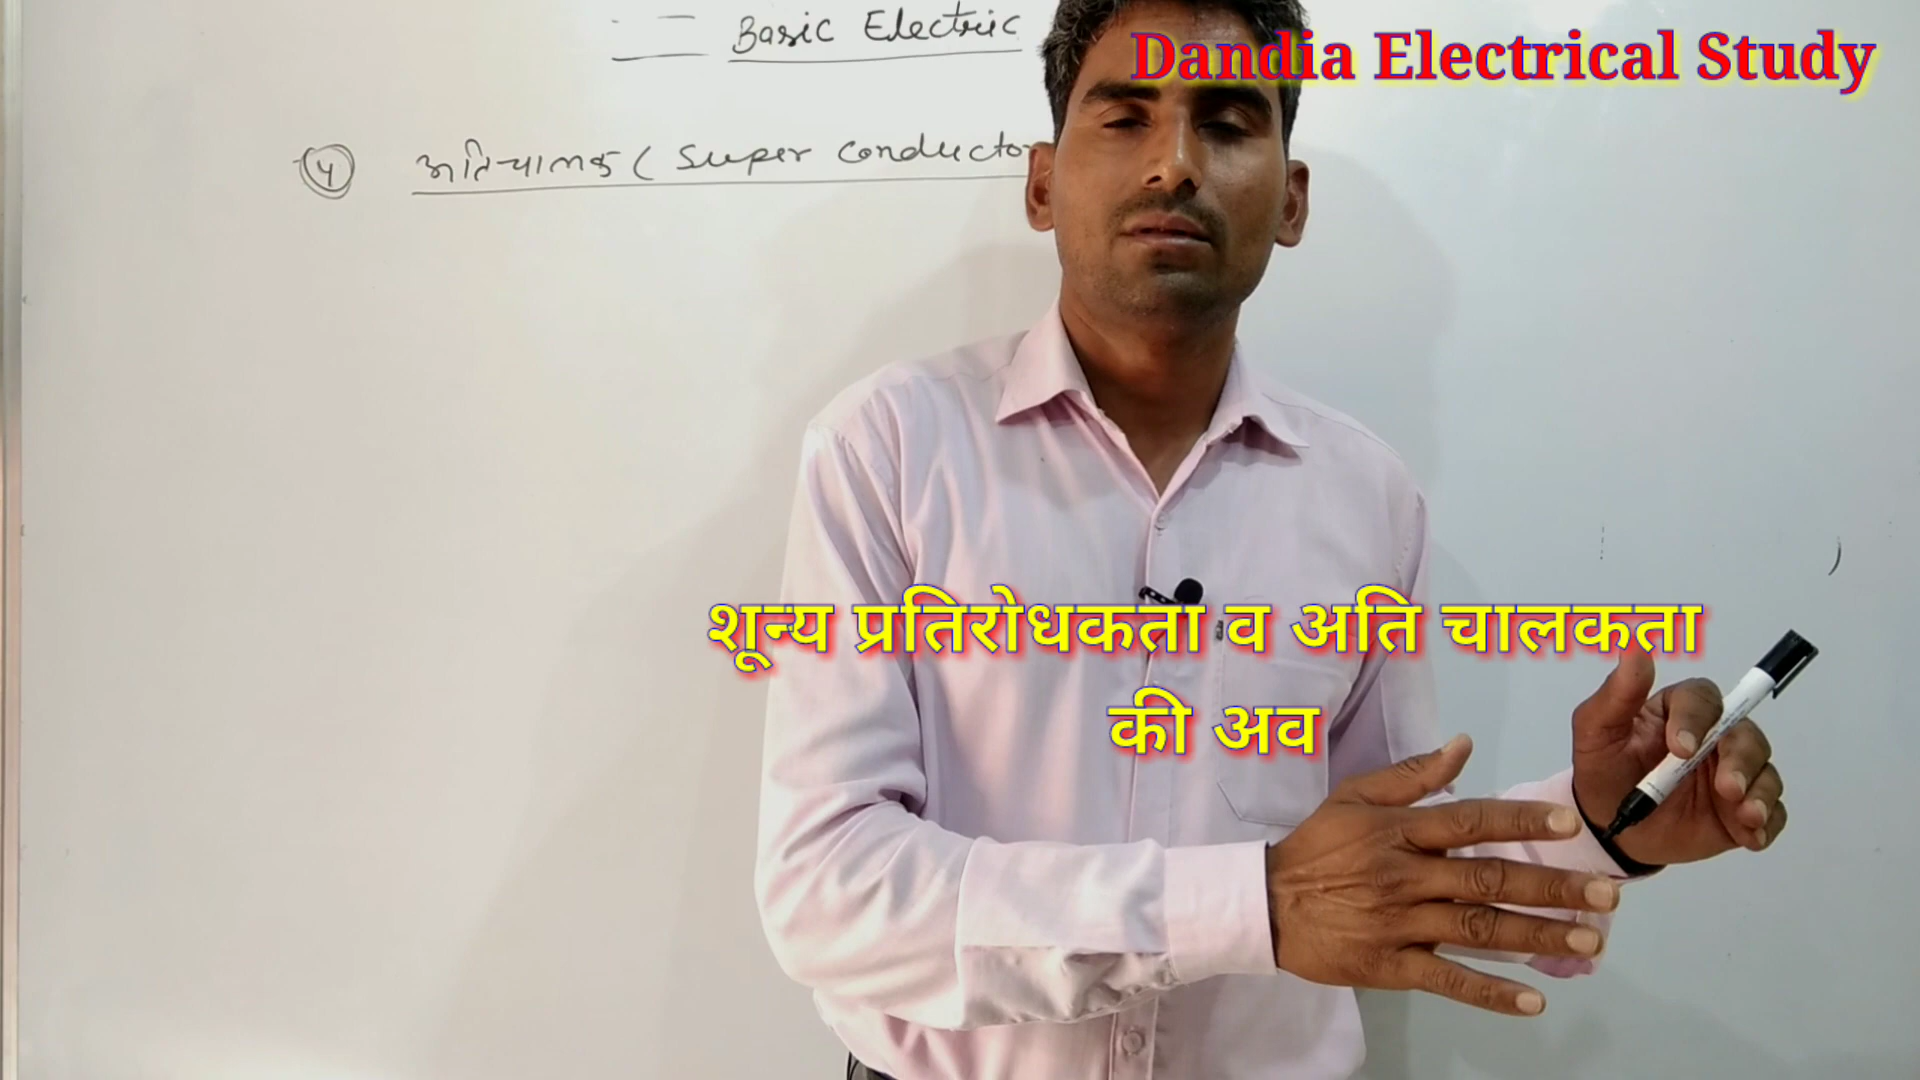 Basic Electric
Dandia Electrical Study
(4) अतिचालक ( Super conductor
शून्य प्रतिरोधकता व अति चालकता
की अव